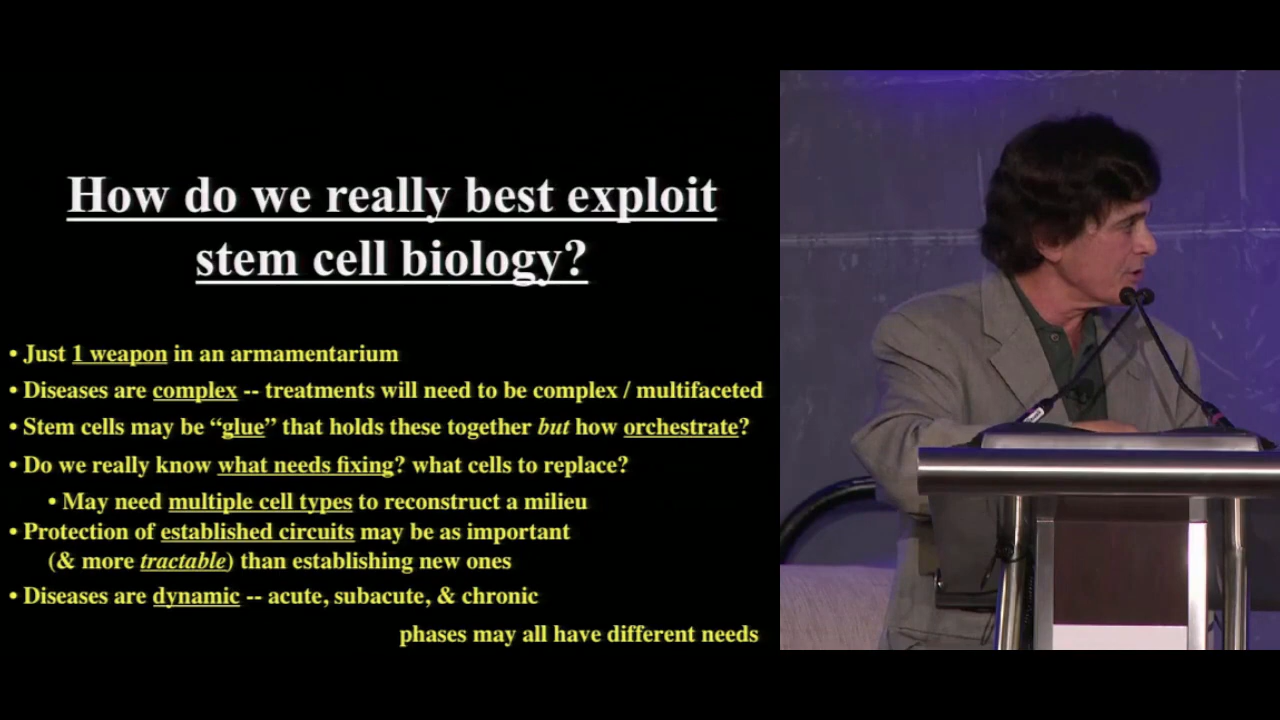 How do we really best exploit
stem cell biology?
• Just 1 weapon in an armamentarium
• Diseases are complex -- treatments will need to be complex / multifaceted
• Stem cells may be “glue” that holds these together but how orchestrate?
• Do we really know what needs fixing? what cells to replace?
• May need multiple cell types to reconstruct a milieu
• Protection of established circuits may be as important
(& more tractable) than establishing new ones
• Diseases are dynamic -- acute, subacute, & chronic
phases may all have different needs